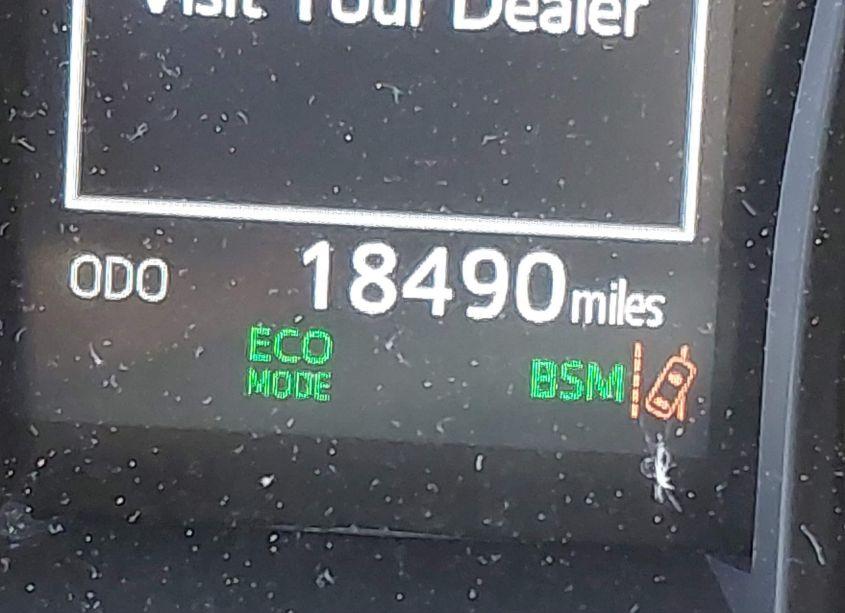 Visit Your Dealer
ODO 18490 miles
ECO
MODE
BSM